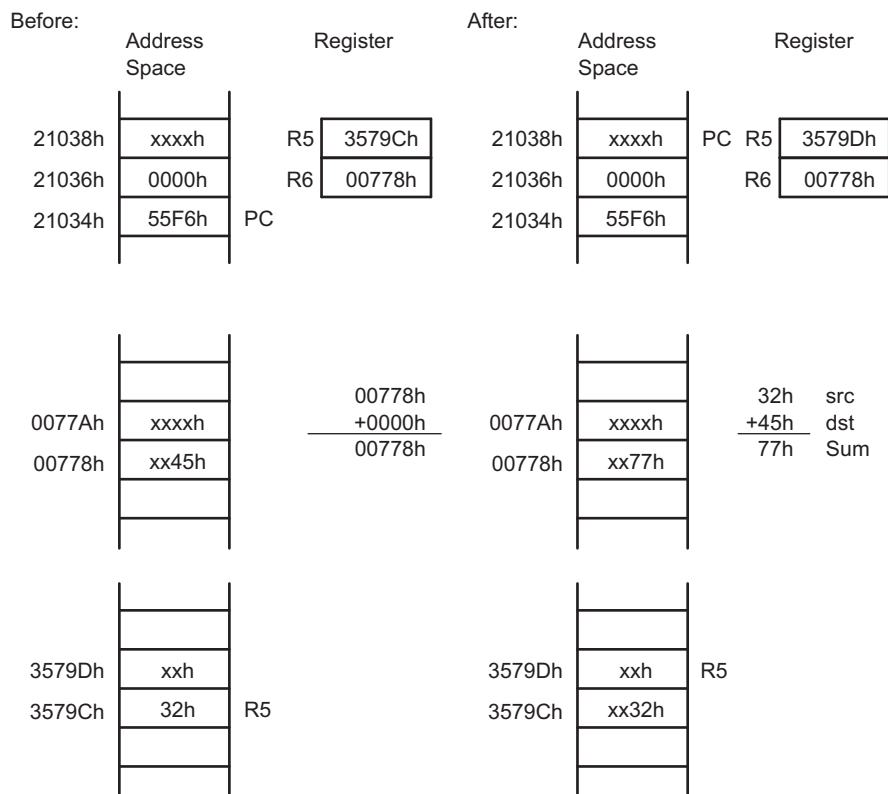 Before:
Address Space
Register
21038h xxxxh R5 3579Ch
21036h 0000h R6 00778h
21034h 55F6h PC
00778h
0077Ah xxxxh +0000h
00778h xx45h 00778h
3579Dh xxh
3579Ch 32h R5
After:
Address Space
Register
21038h xxxxh PC R5 3579Dh
21036h 0000h R6 00778h
21034h 55F6h
32h src
0077Ah xxxxh +45h dst
00778h xx77h 77h Sum
3579Dh xxh R5
3579Ch xx32h